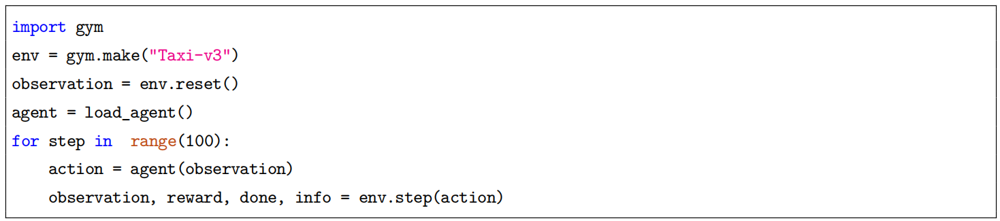 import gym
env = gym.make("Taxi-v3")
observation = env.reset()
agent = load_agent()
for step in  range(100):
    action = agent(observation)
    observation, reward, done, info = env.step(action)